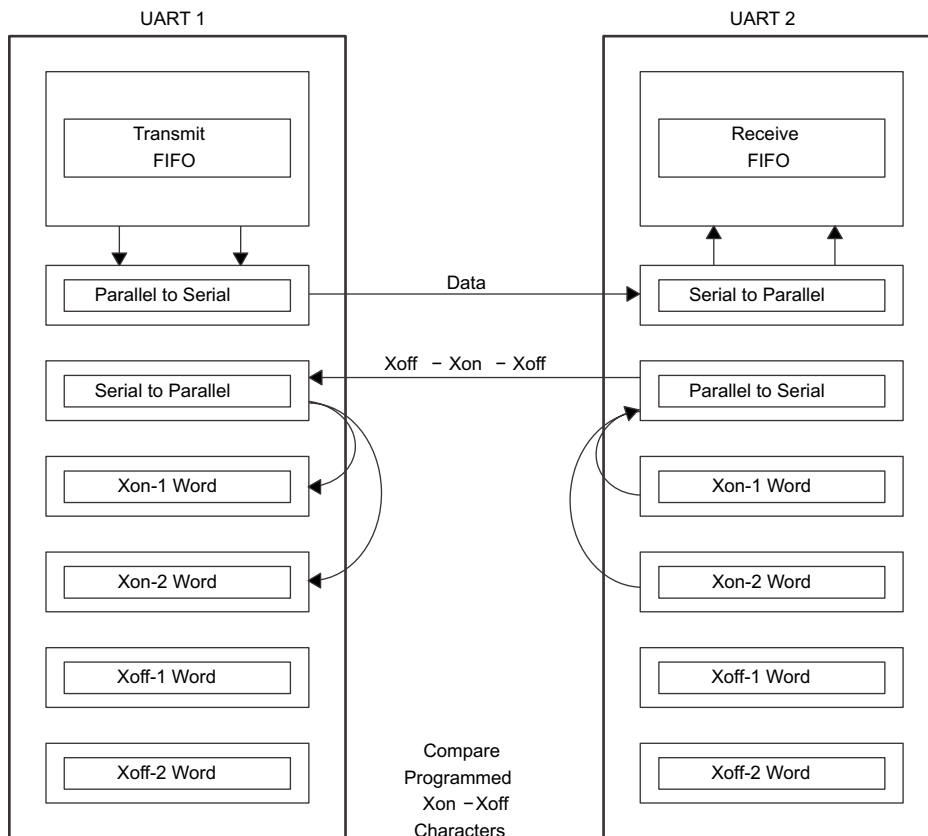 UART 1
UART 2
Transmit
FIFO
Receive
FIFO
Parallel to Serial
Data
Serial to Parallel
Xoff – Xon – Xoff
Serial to Parallel
Parallel to Serial
Xon-1 Word
Xon-1 Word
Xon-2 Word
Xon-2 Word
Xoff-1 Word
Xoff-1 Word
Xoff-2 Word
Xoff-2 Word
Compare
Programmed
Xon –Xoff
Characters